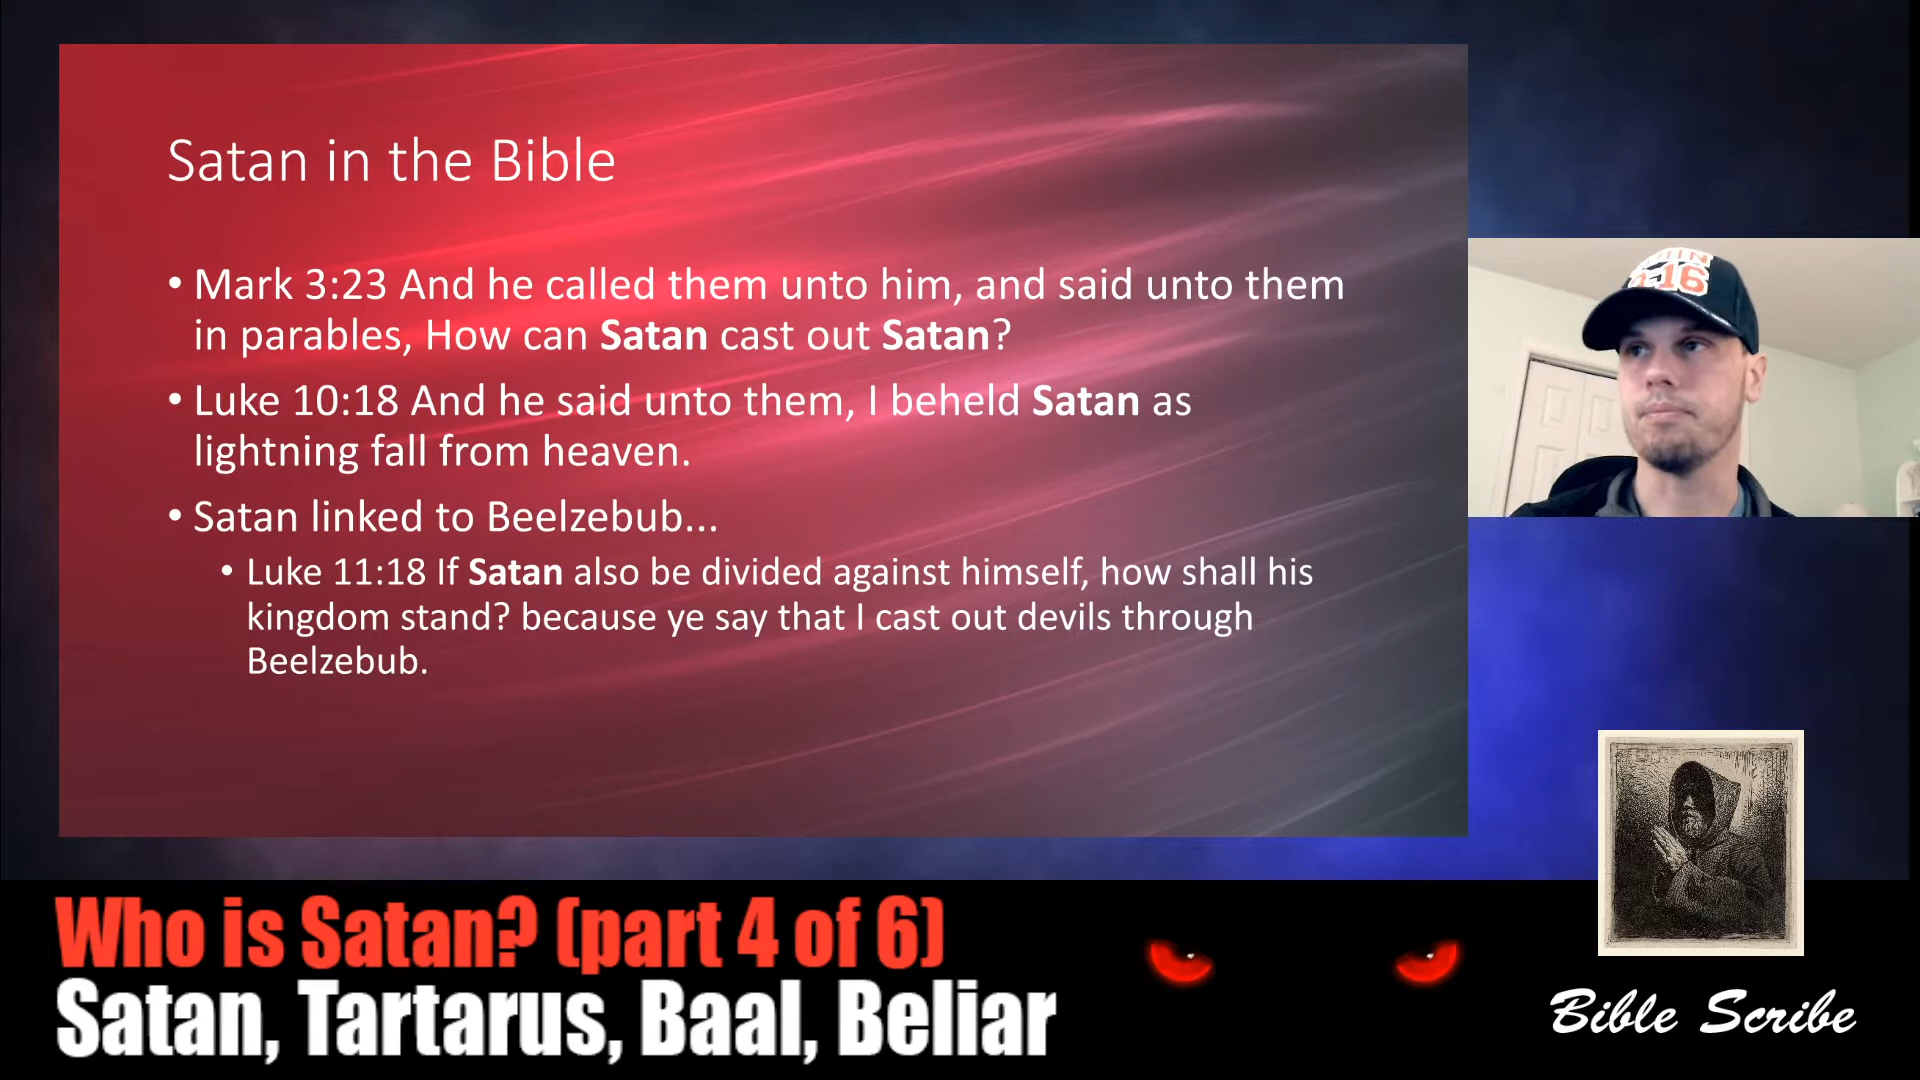 Satan in the Bible
• Mark 3:23 And he called them unto him, and said unto them
in parables, How can Satan cast out Satan?
• Luke 10:18 And he said unto them, I beheld Satan as
lightning fall from heaven.
• Satan linked to Beelzebub...
• Luke 11:18 If Satan also be divided against himself, how shall his
kingdom stand? because ye say that I cast out devils through
Beelzebub.
Who is Satan? (part 4 of 6)
Satan, Tartarus, Baal, Beliar
Bible Scribe